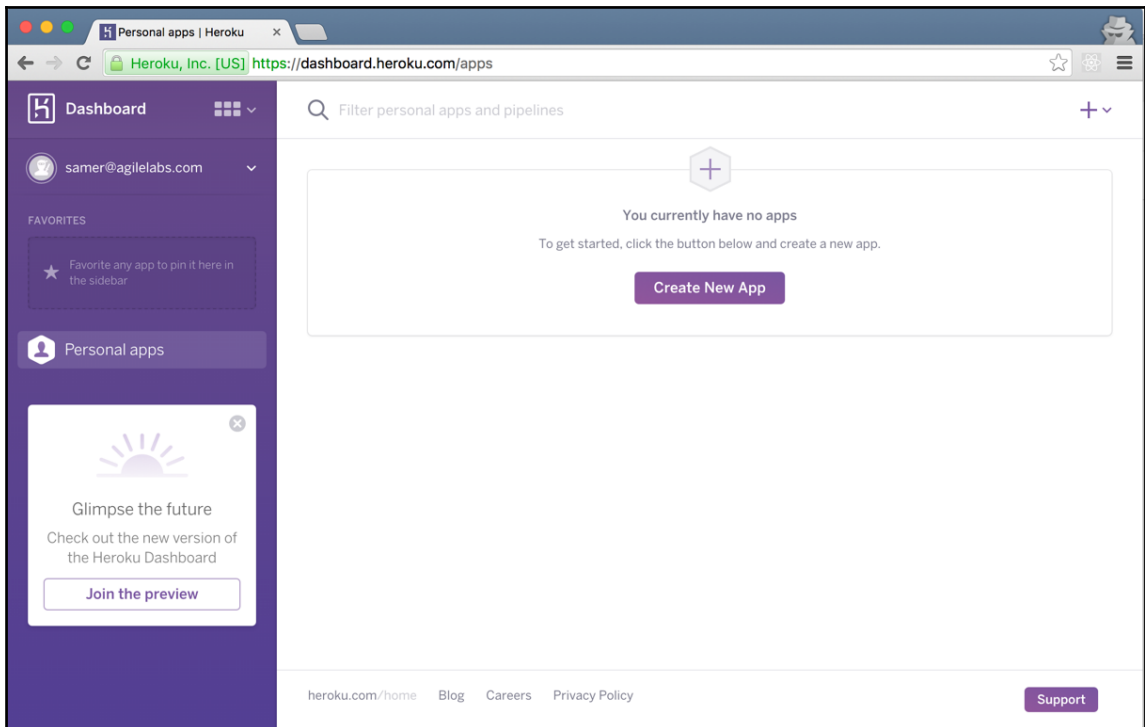 Personal apps | Heroku
Heroku, Inc. [US] https://dashboard.heroku.com/apps
Dashboard
Filter personal apps and pipelines
samer@agilelabs.com
FAVORITES
Favorite any app to pin it here in
the sidebar
Personal apps
You currently have no apps
To get started, click the button below and create a new app.
Create New App
Glimpse the future
Check out the new version of
the Heroku Dashboard
Join the preview
heroku.com/home Blog Careers Privacy Policy
Support